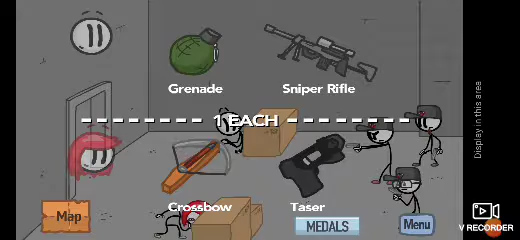 Grenade
Sniper Rifle
1 EACH
Crossbow
Taser
Map
MEDALS
Menu
Display in this area
V RECORDER